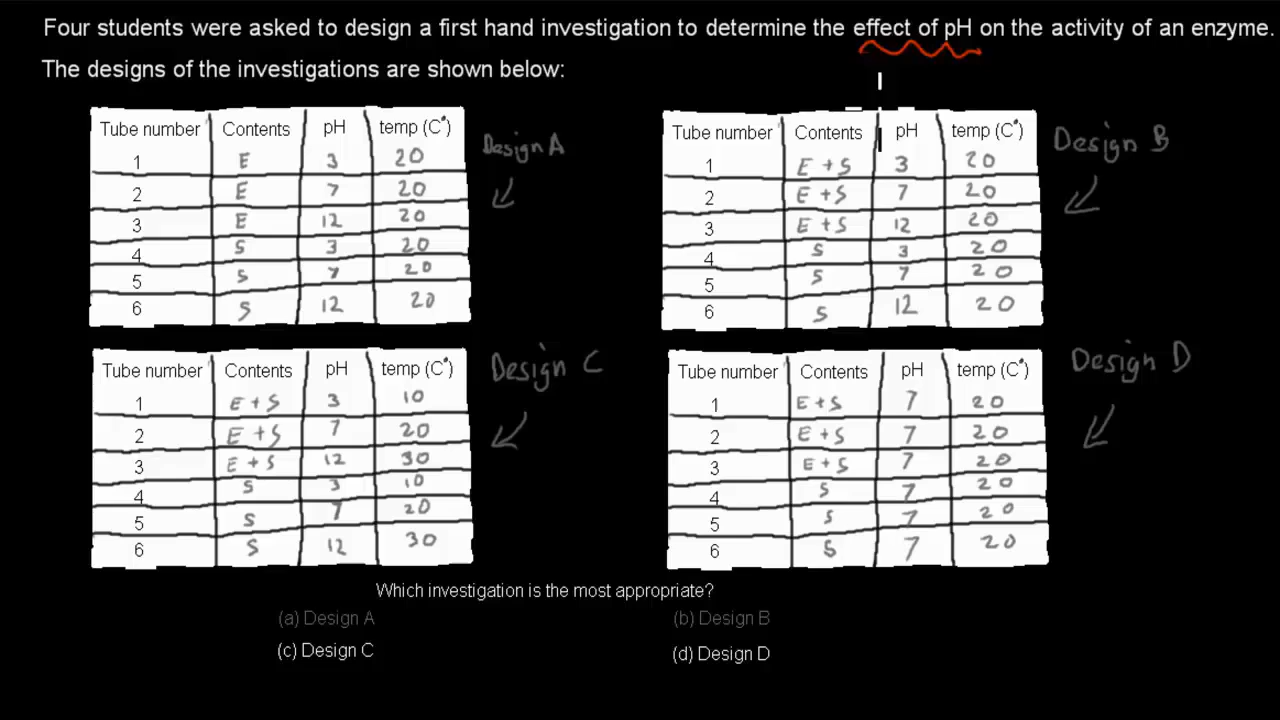 Four students were asked to design a first hand investigation to determine the effect of pH on the activity of an enzyme.
The designs of the investigations are shown below:
Tube number Contents pH temp (C°)
1 E 3 20
2 E 7 20
3 E 12 20
4 S 3 20
5 S 7 20
6 S 12 20
Design A
Tube number Contents pH temp (C°)
1 E + S 3 20
2 E + S 7 20
3 E + S 12 20
4 S 3 20
5 S 7 20
6 S 12 20
Design B
Tube number Contents pH temp (C°)
1 E + S 3 10
2 E + S 7 20
3 E + S 12 30
4 S 3 10
5 S 7 20
6 S 12 30
Design C
Tube number Contents pH temp (C°)
1 E + S 7 20
2 E + S 7 20
3 E + S 7 20
4 S 7 20
5 S 7 20
6 S 7 20
Design D
Which investigation is the most appropriate?
(a) Design A (b) Design B
(c) Design C (d) Design D